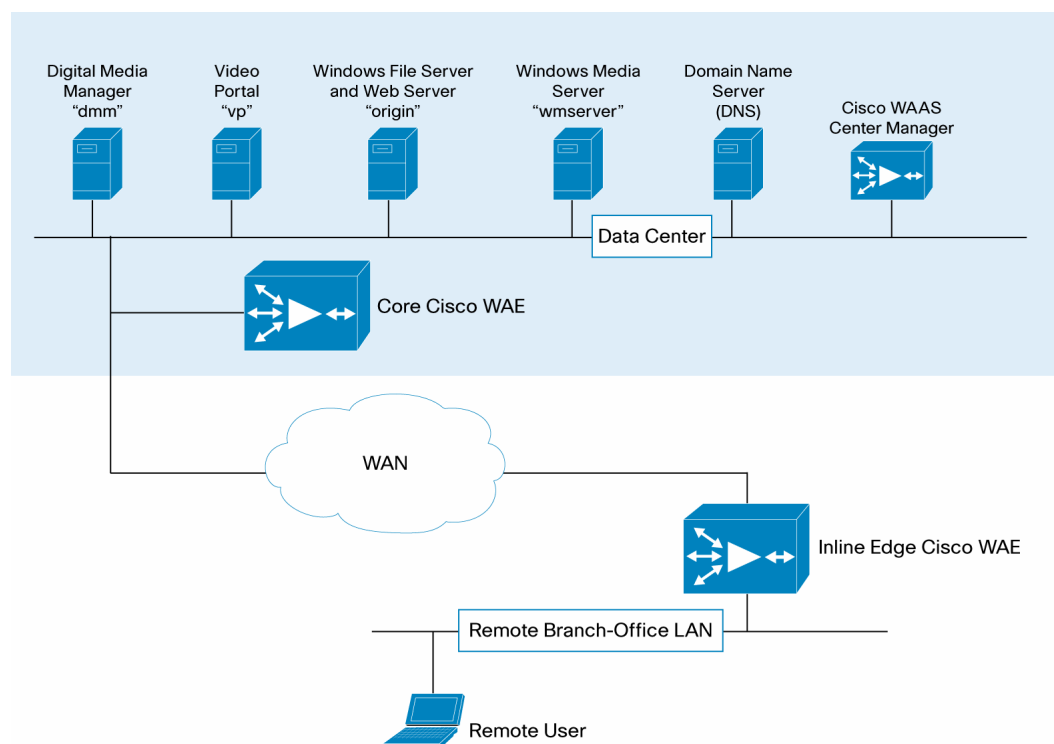 Digital Media
Manager
“dmm”
Video
Portal
“vp”
Windows File Server
and Web Server
“origin”
Windows Media
Server
“wmserver”
Domain Name
Server
(DNS)
Cisco WAAS
Center Manager
Data Center
Core Cisco WAE
WAN
Inline Edge Cisco WAE
Remote Branch-Office LAN
Remote User